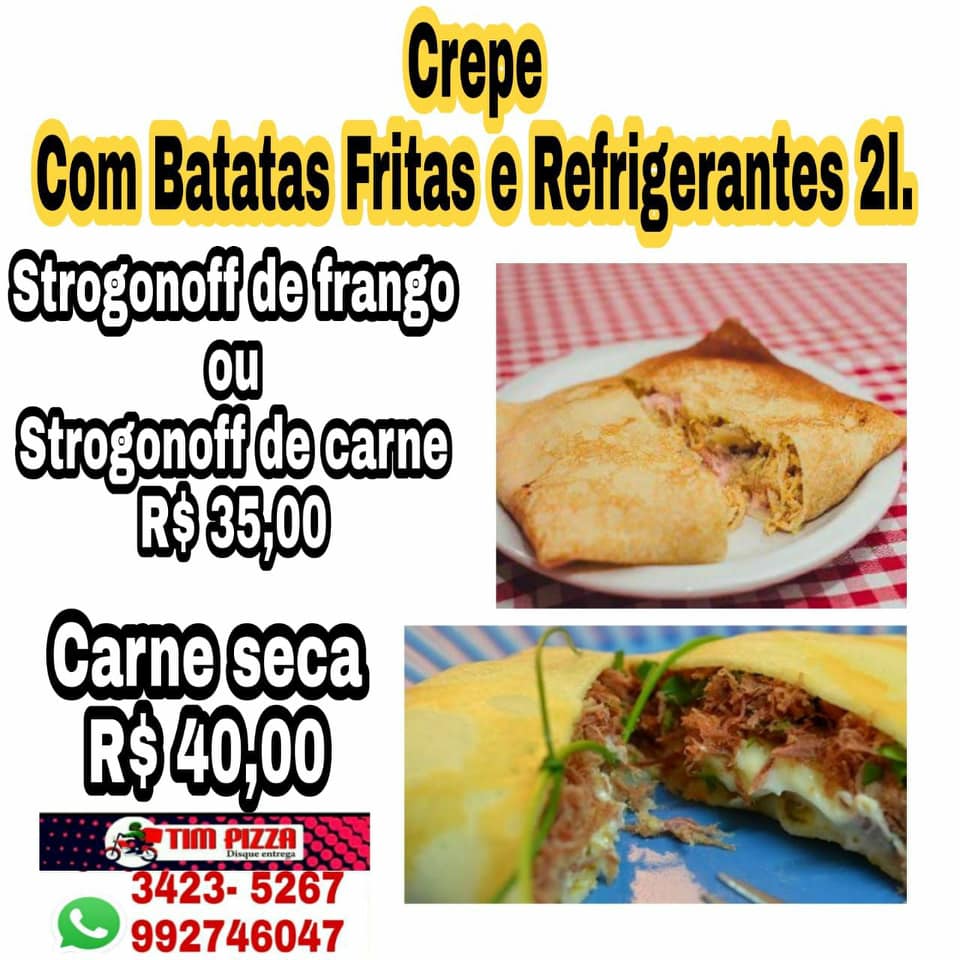 Crepe
Com Batatas Fritas e Refrigerantes 2l.
Strogonoff de frango
ou
Strogonoff de carne
R$ 35,00
Carne seca
R$ 40,00
TIM PIZZA
Disque entrega
3423- 5267
992746047